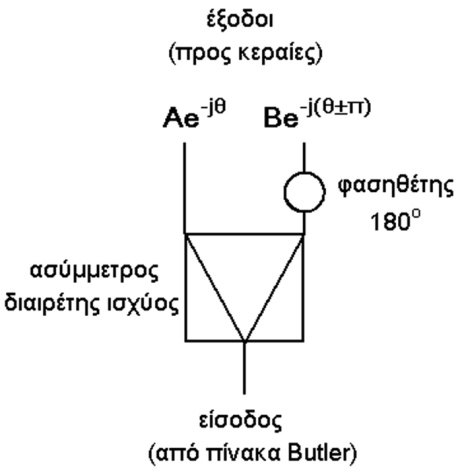 έξοδοι
(προς κεραίες)
Ae^-jθ Be^-j(θ±π)
φασηθέτης
180°
ασύμμετρος
διαιρέτης ισχύος
είσοδος
(από πίνακα Butler)